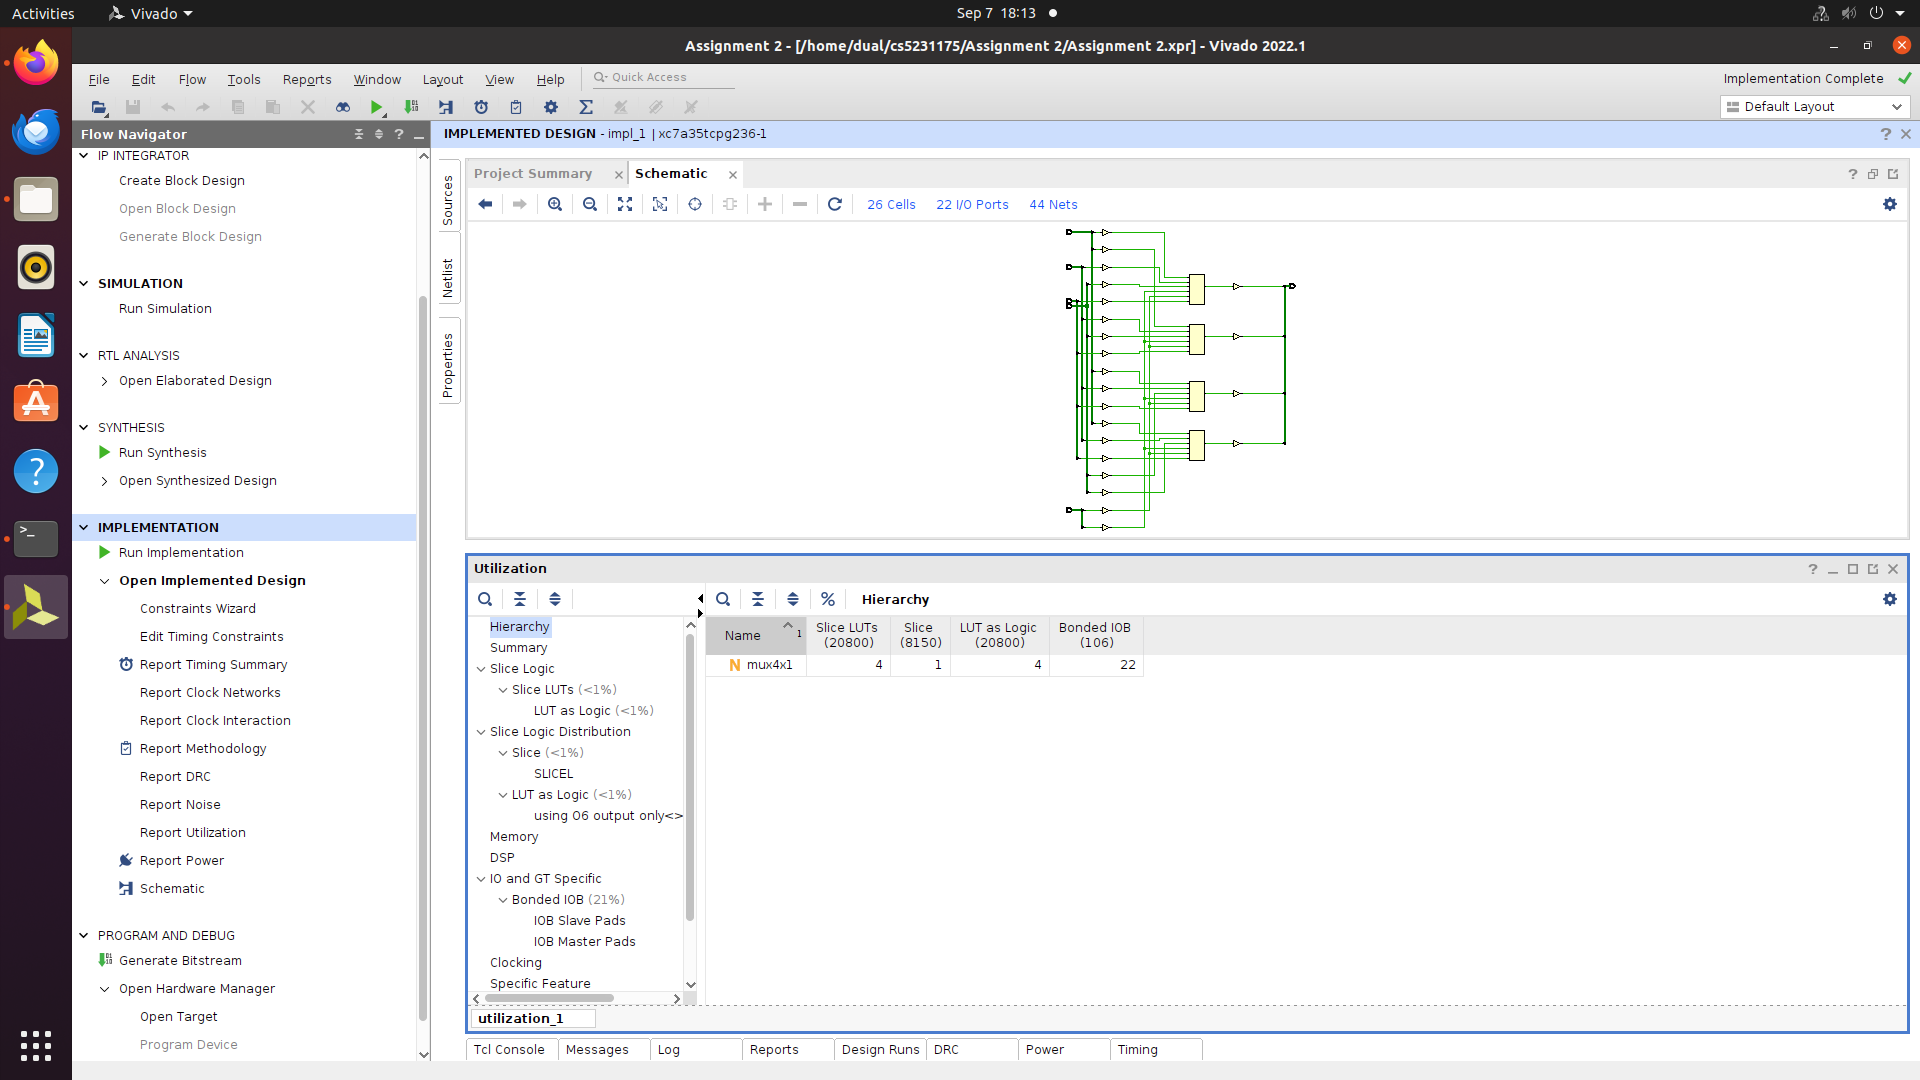 Activities
Vivado
Sep 7 18:13
Assignment 2 - [/home/dual/cs5231175/Assignment 2/Assignment 2.xpr] - Vivado 2022.1
File Edit Flow Tools Reports Window Layout View Help
Quick Access
Implementation Complete
Default Layout
Flow Navigator
IP INTEGRATOR
Create Block Design
Open Block Design
Generate Block Design
SIMULATION
Run Simulation
RTL ANALYSIS
Open Elaborated Design
SYNTHESIS
Run Synthesis
Open Synthesized Design
IMPLEMENTATION
Run Implementation
Open Implemented Design
Constraints Wizard
Edit Timing Constraints
Report Timing Summary
Report Clock Networks
Report Clock Interaction
Report Methodology
Report DRC
Report Noise
Report Utilization
Report Power
Schematic
PROGRAM AND DEBUG
Generate Bitstream
Open Hardware Manager
Open Target
Program Device
IMPLEMENTED DESIGN - impl_1 | xc7a35tcpg236-1
Sources
Netlist
Properties
Project Summary
Schematic
26 Cells 22 I/O Ports 44 Nets
Utilization
Hierarchy
Summary
Slice Logic
Slice LUTs (<1%)
LUT as Logic (<1%)
Slice Logic Distribution
Slice (<1%)
SLICEL
LUT as Logic (<1%)
using O6 output only<>
Memory
DSP
IO and GT Specific
Bonded IOB (21%)
IOB Slave Pads
IOB Master Pads
Clocking
Specific Feature
Hierarchy
Name 1 Slice LUTs (20800) Slice (8150) LUT as Logic (20800) Bonded IOB (106)
N mux4x1 4 1 4 22
utilization_1
Tcl Console Messages Log Reports Design Runs DRC Power Timing